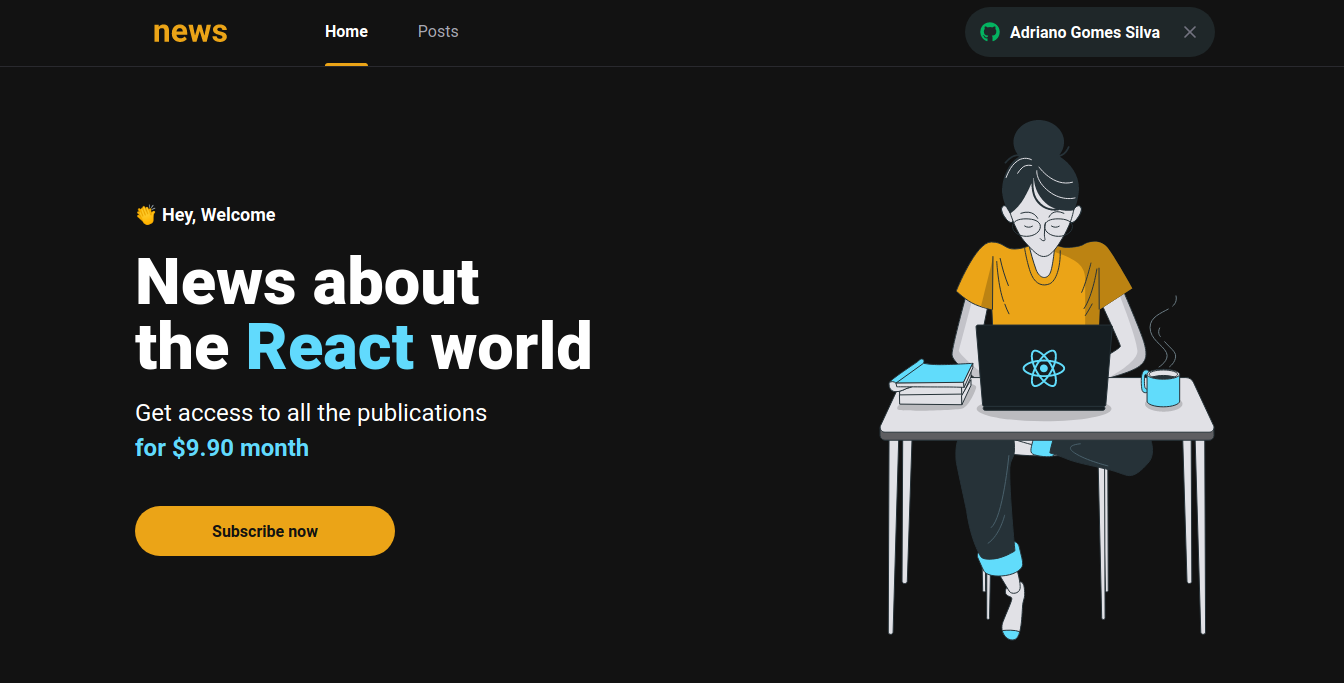 news
Home
Posts
Adriano Gomes Silva
👏 Hey, Welcome
News about
the React world
Get access to all the publications
for $9.90 month
Subscribe now